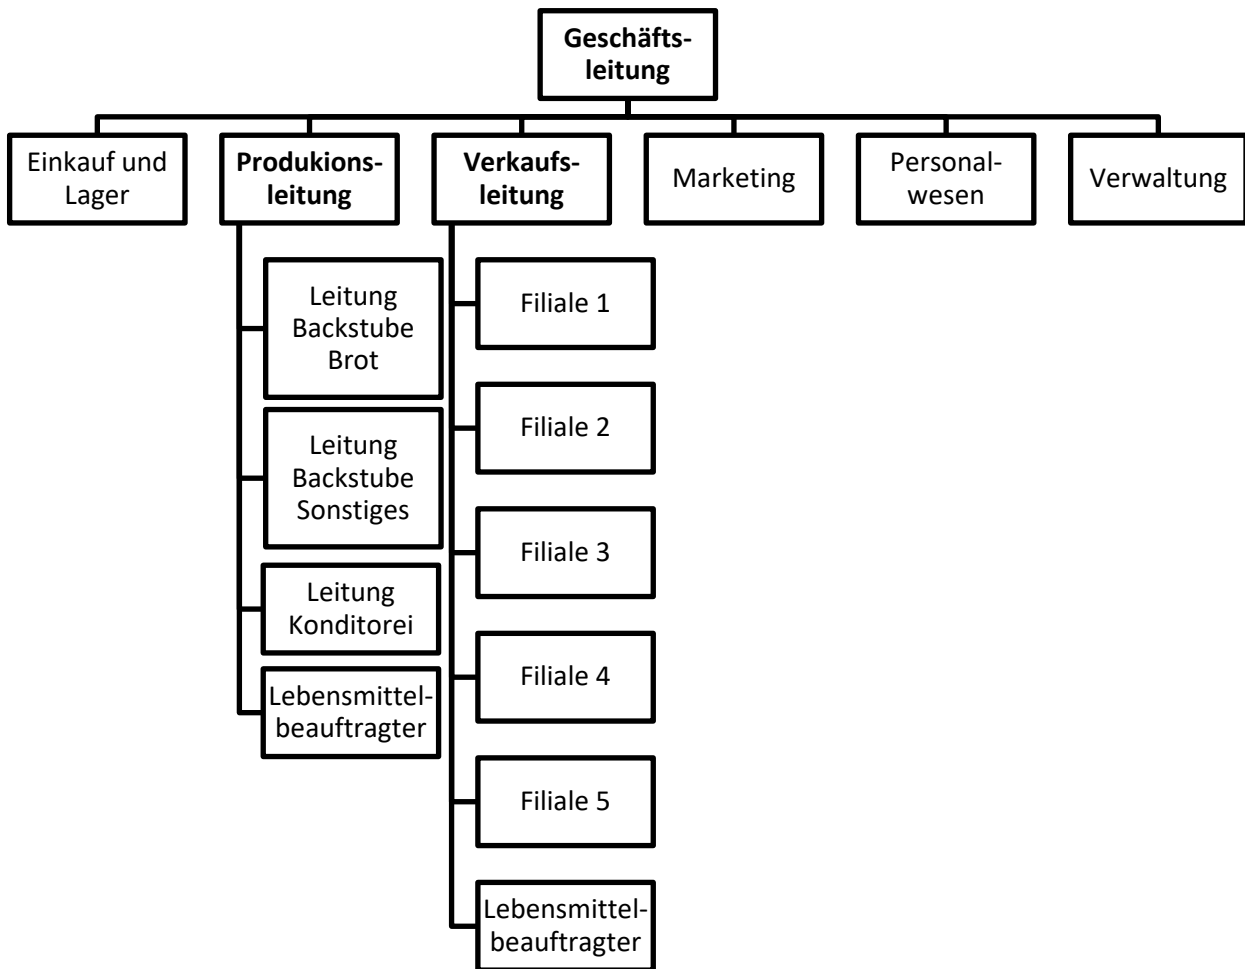 Geschäfts-
leitung
Einkauf und
Lager
Produkions-
leitung
Verkaufs-
leitung
Marketing
Personal-
wesen
Verwaltung
Leitung
Backstube
Brot
Leitung
Backstube
Sonstiges
Leitung
Konditorei
Lebensmittel-
beauftragter
Filiale 1
Filiale 2
Filiale 3
Filiale 4
Filiale 5
Lebensmittel-
beauftragter